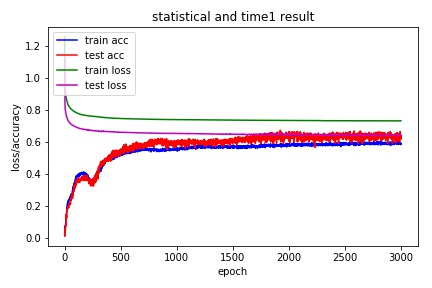 statistical and time1 result
train acc
test acc
train loss
test loss
loss/accuracy
1.2
1.0
0.8
0.6
0.4
0.2
0.0
0 500 1000 1500 2000 2500 3000
epoch